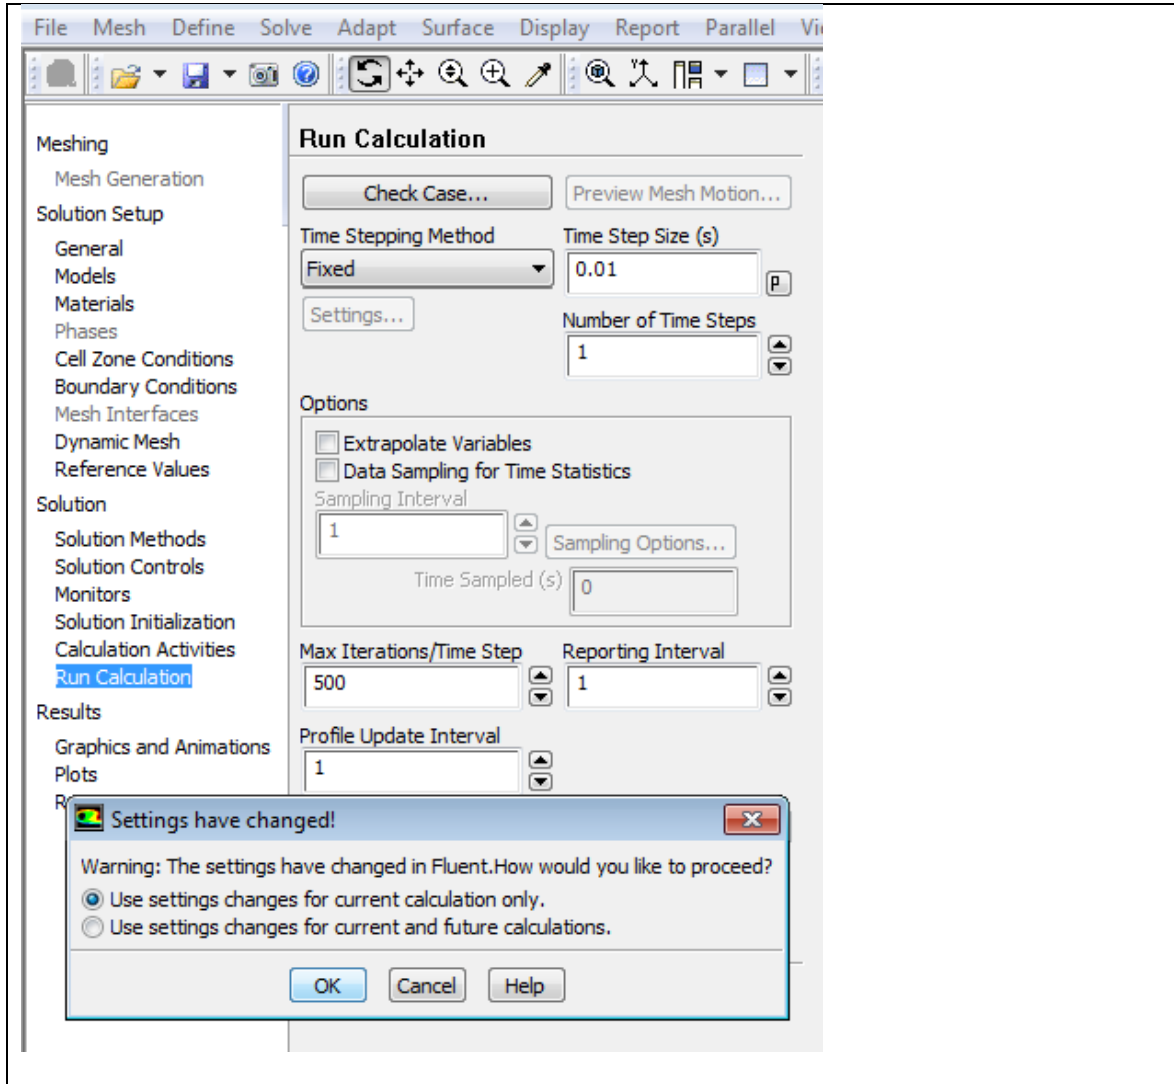 File Mesh Define Solve Adapt Surface Display Report Parallel
Meshing
Mesh Generation
Solution Setup
General
Models
Materials
Phases
Cell Zone Conditions
Boundary Conditions
Mesh Interfaces
Dynamic Mesh
Reference Values
Solution
Solution Methods
Solution Controls
Monitors
Solution Initialization
Calculation Activities
Run Calculation
Results
Graphics and Animations
Plots
Run Calculation
Check Case... Preview Mesh Motion...
Time Stepping Method Time Step Size (s)
Fixed 0.01 P
Settings... Number of Time Steps
1
Options
Extrapolate Variables
Data Sampling for Time Statistics
Sampling Interval
1 Sampling Options...
Time Sampled (s) 0
Max Iterations/Time Step Reporting Interval
500 1
Profile Update Interval
1
Settings have changed!
Warning: The settings have changed in Fluent.How would you like to proceed?
Use settings changes for current calculation only.
Use settings changes for current and future calculations.
OK Cancel Help